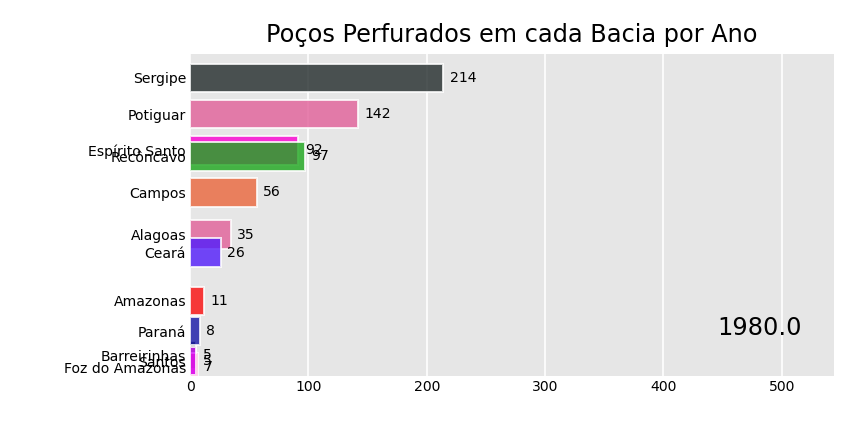 Poços Perfurados em cada Bacia por Ano
Sergipe 214
Potiguar 142
Espírito Santo 92
Recôncavo 97
Campos 56
Alagoas 35
Ceará 26
Amazonas 11
1980.0
Paraná 8
Barreirinhas 5
Santos
Foz do Amazonas 7
0 100 200 300 400 500